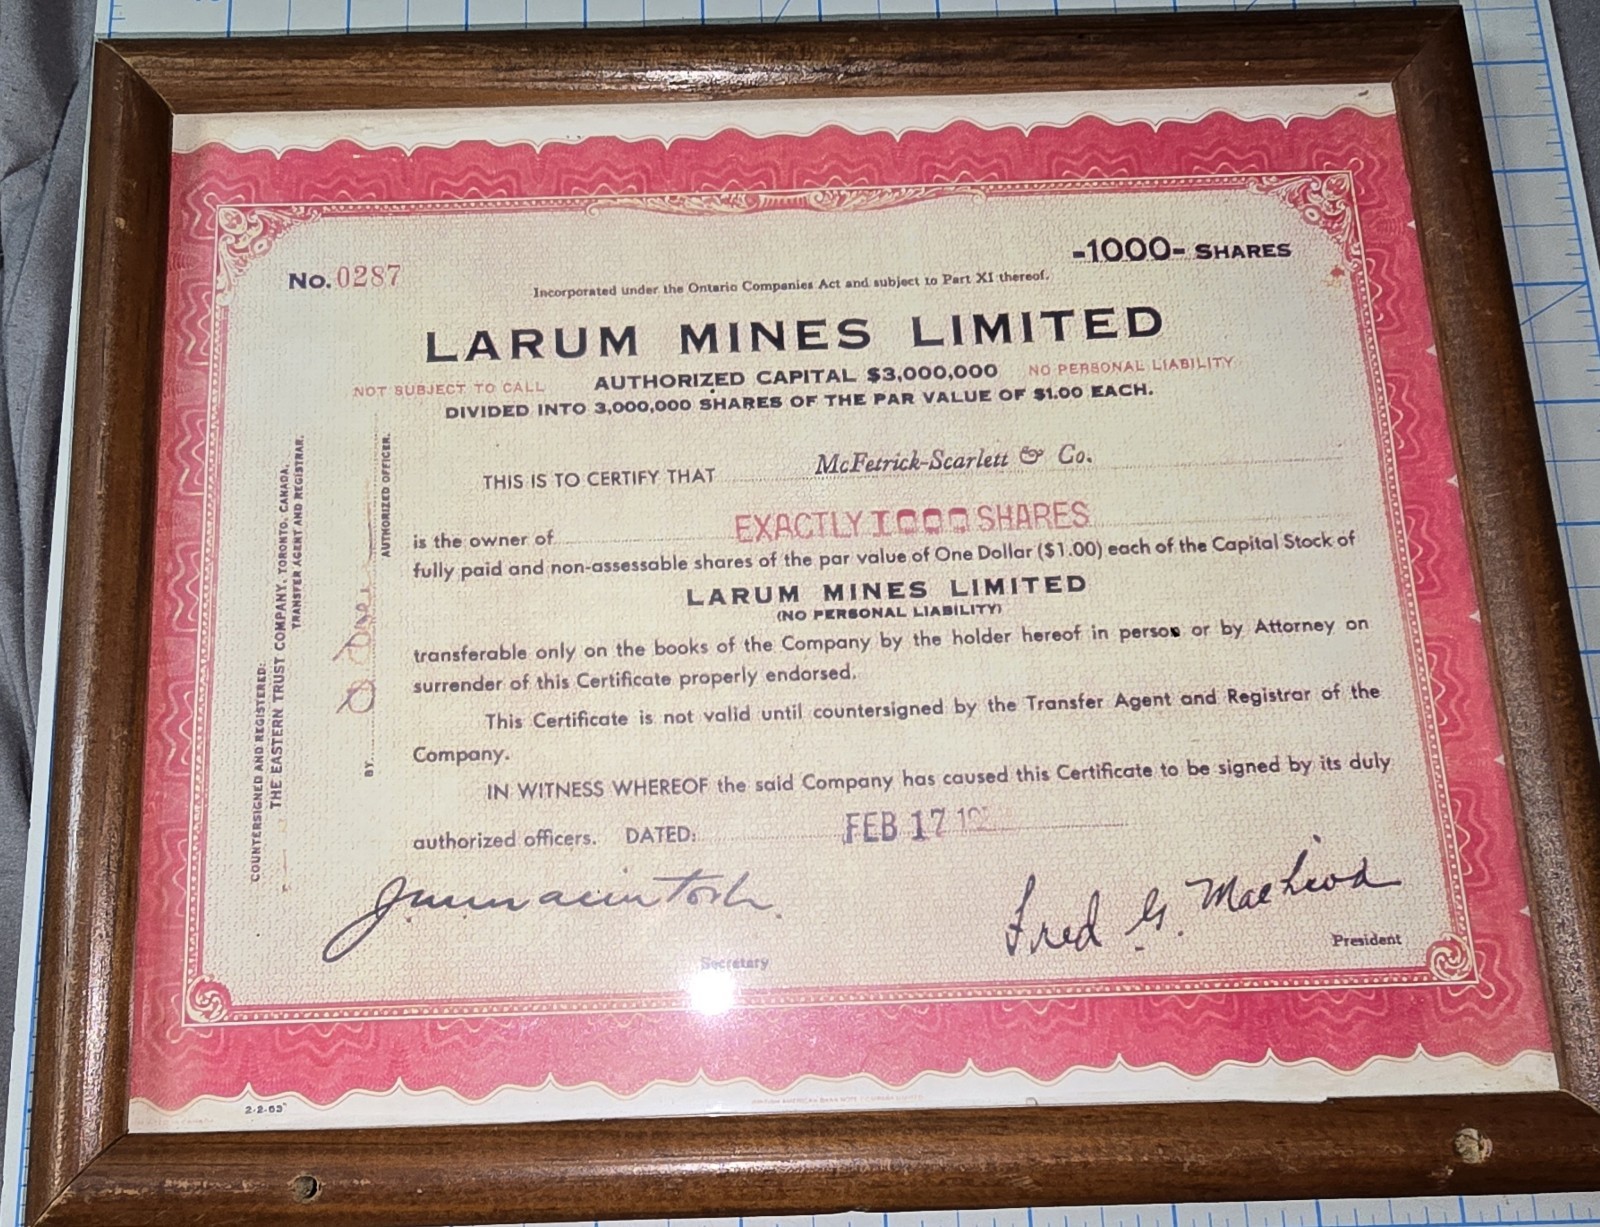 No. 0287
-1000- SHARES
Incorporated under the Ontario Companies Act and subject to Part XI thereof.
LARUM MINES LIMITED
NOT SUBJECT TO CALL AUTHORIZED CAPITAL $3,000,000 NO PERSONAL LIABILITY
DIVIDED INTO 3,000,000 SHARES OF THE PAR VALUE OF $1.00 EACH.
THIS IS TO CERTIFY THAT McFetrick-Scarlett & Co.
is the owner of EXACTLY 1000 SHARES
fully paid and non-assessable shares of the par value of One Dollar ($1.00) each of the Capital Stock of
LARUM MINES LIMITED
(NO PERSONAL LIABILITY)
transferable only on the books of the Company by the holder hereof in person or by Attorney on
surrender of this Certificate properly endorsed.
This Certificate is not valid until countersigned by the Transfer Agent and Registrar of the
Company.
IN WITNESS WHEREOF the said Company has caused this Certificate to be signed by its duly
authorized officers. DATED: FEB 17
Fred G. MacLeod
Secretary
President
COUNTERSIGNED AND REGISTERED:
THE EASTERN TRUST COMPANY, TORONTO, CANADA,
TRANSFER AGENT AND REGISTRAR.
BY
AUTHORIZED OFFICER.
2-2-53